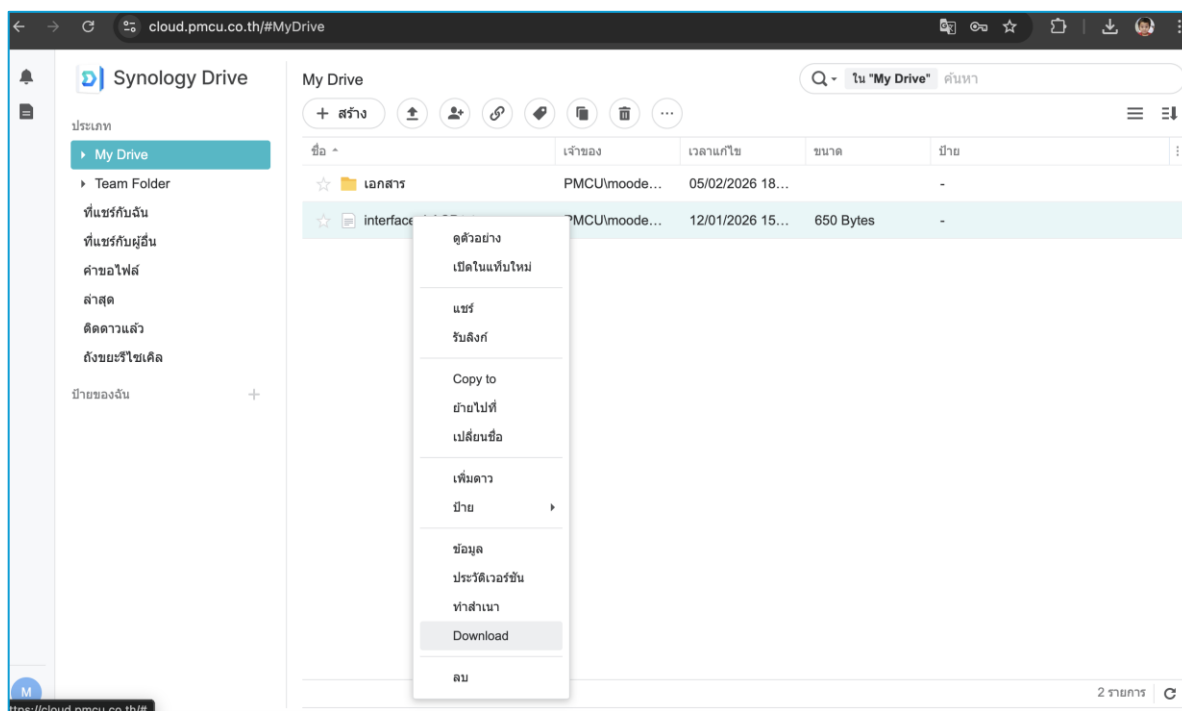 cloud.pmcu.co.th/#MyDrive
Synology Drive
My Drive
ใน "My Drive" ค้นหา
+ สร้าง
ประเภท
My Drive
Team Folder
ที่แชร์กับฉัน
ที่แชร์กับผู้อื่น
คำขอไฟล์
ล่าสุด
ติดดาวแล้ว
ถังขยะรีไซเคิล
ป้ายของฉัน
ชื่อ เจ้าของ เวลาแก้ไข ขนาด ป้าย
เอกสาร PMCU\moode... 05/02/2026 18... -
interface PMCU\moode... 12/01/2026 15... 650 Bytes -
ดูตัวอย่าง
เปิดในแท็บใหม่
แชร์
รับลิงก์
Copy to
ย้ายไปที่
เปลี่ยนชื่อ
เพิ่มดาว
ป้าย
ข้อมูล
ประวัติเวอร์ชัน
ทำสำเนา
Download
ลบ
2 รายการ
M
ttps://cloud.pmcu.co.th/#